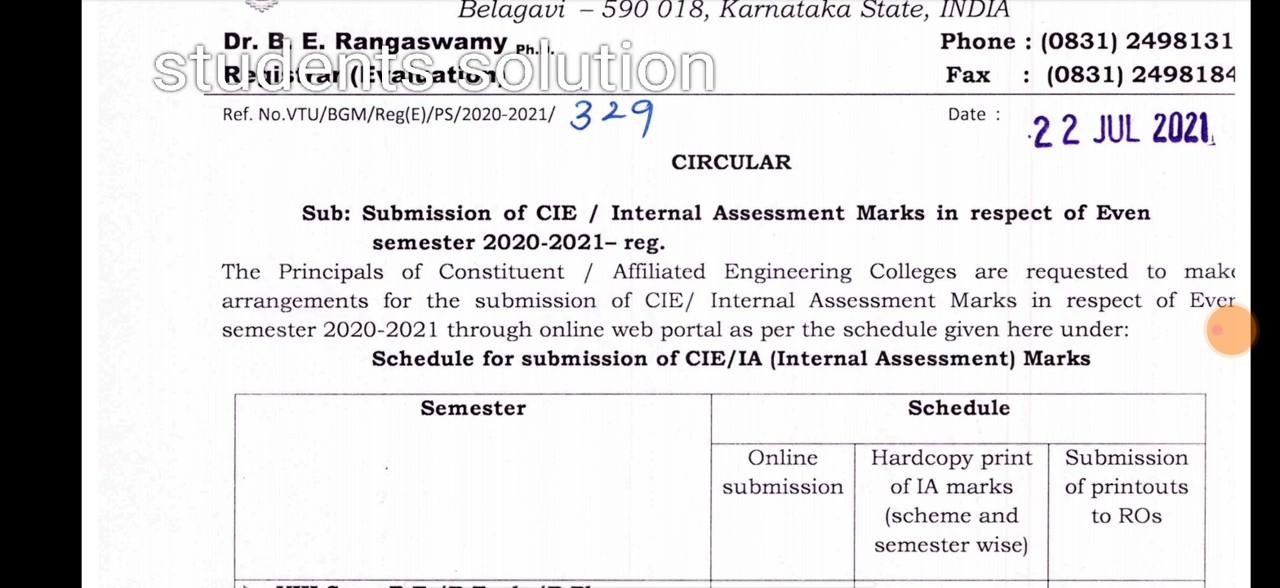 Belagavi – 590 018, Karnataka State, INDIA
Dr. B. E. Rangaswamy Ph.D.
Phone : (0831) 2498131
students solution
Registrar (Evaluation)
Fax : (0831) 2498184
Ref. No.VTU/BGM/Reg(E)/PS/2020-2021/ 329
Date : 22 JUL 2021
CIRCULAR
Sub: Submission of CIE / Internal Assessment Marks in respect of Even
semester 2020-2021– reg.
The Principals of Constituent / Affiliated Engineering Colleges are requested to make
arrangements for the submission of CIE/ Internal Assessment Marks in respect of Even
semester 2020-2021 through online web portal as per the schedule given here under:
Schedule for submission of CIE/IA (Internal Assessment) Marks
Semester
Schedule
Online
submission
Hardcopy print
of IA marks
(scheme and
semester wise)
Submission
of printouts
to ROs